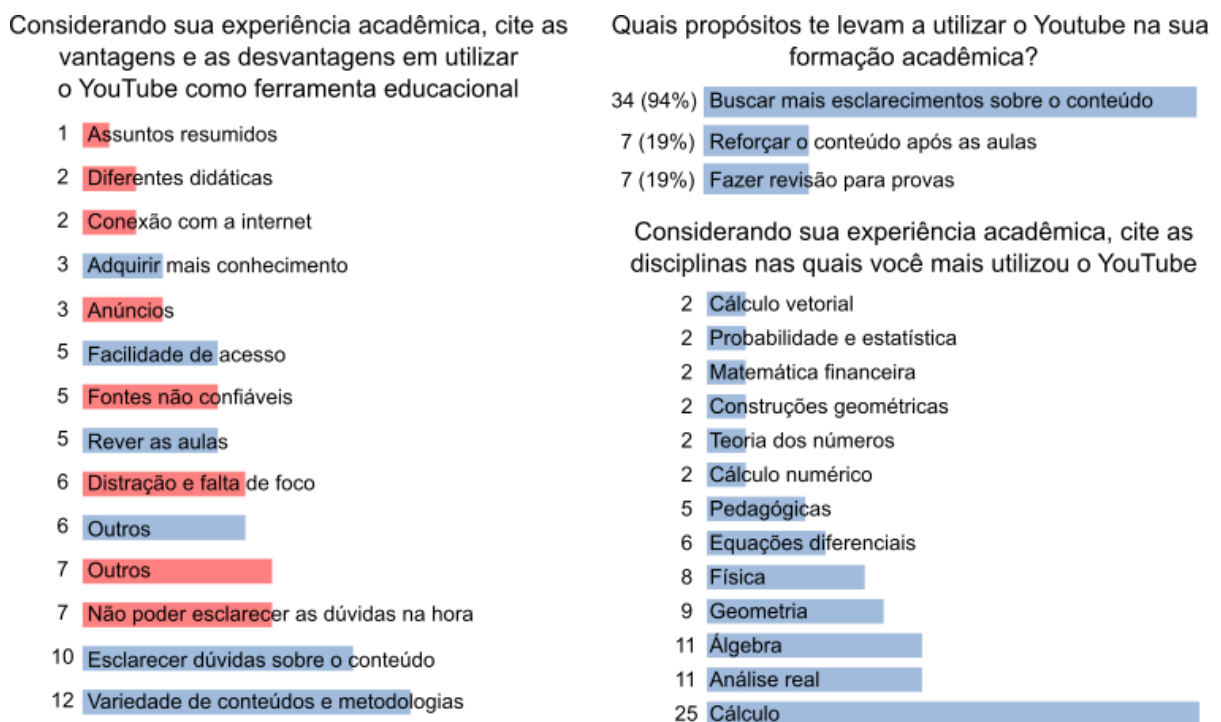 Considerando sua experiência acadêmica, cite as
vantagens e as desvantagens em utilizar
o YouTube como ferramenta educacional
1 Assuntos resumidos
2 Diferentes didáticas
2 Conexão com a internet
3 Adquirir mais conhecimento
3 Anúncios
5 Facilidade de acesso
5 Fontes não confiáveis
5 Rever as aulas
6 Distração e falta de foco
6 Outros
7 Outros
7 Não poder esclarecer as dúvidas na hora
10 Esclarecer dúvidas sobre o conteúdo
12 Variedade de conteúdos e metodologias
Quais propósitos te levam a utilizar o Youtube na sua
formação acadêmica?
34 (94%) Buscar mais esclarecimentos sobre o conteúdo
7 (19%) Reforçar o conteúdo após as aulas
7 (19%) Fazer revisão para provas
Considerando sua experiência acadêmica, cite as
disciplinas nas quais você mais utilizou o YouTube
2 Cálculo vetorial
2 Probabilidade e estatística
2 Matemática financeira
2 Construções geométricas
2 Teoria dos números
2 Cálculo numérico
5 Pedagógicas
6 Equações diferenciais
8 Física
9 Geometria
11 Álgebra
11 Análise real
25 Cálculo